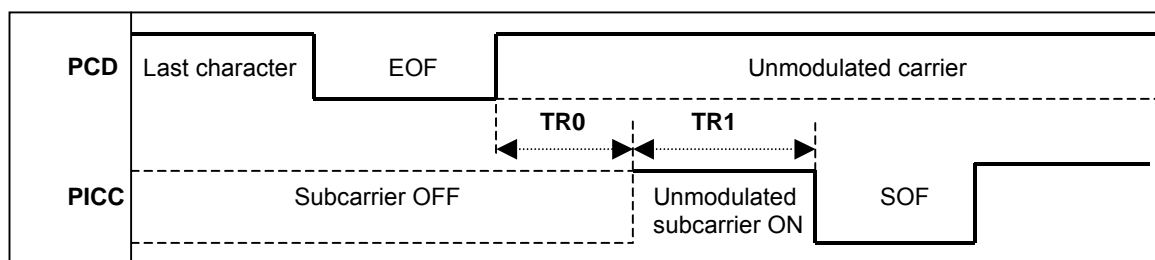 PCD
Last character
EOF
Unmodulated carrier
TR0
TR1
PICC
Subcarrier OFF
Unmodulated
subcarrier ON
SOF